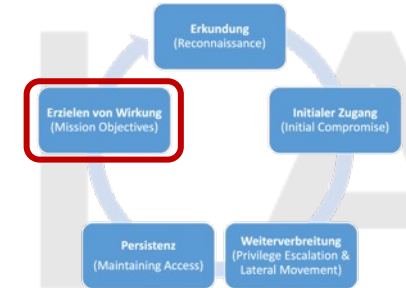 Erkundung
(Reconnaissance)
Erzielen von Wirkung
(Mission Objectives)
Initialer Zugang
(Initial Compromise)
Persistenz
(Maintaining Access)
Weiterverbreitung
(Privilege Escalation &
Lateral Movement)